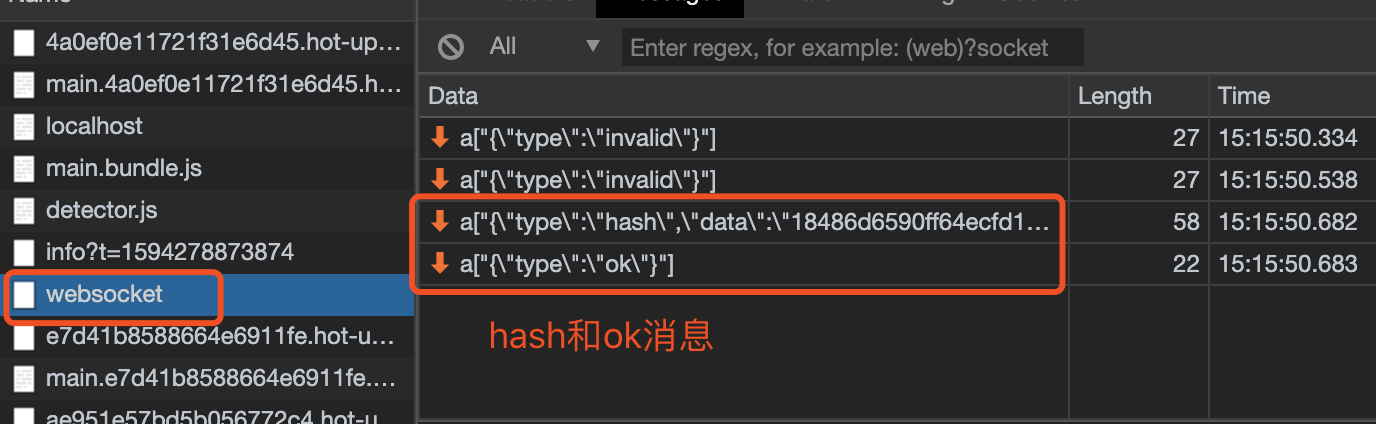 4a0ef0e11721f31e6d45.hot-up...
main.4a0ef0e11721f31e6d45.h...
localhost
main.bundle.js
detector.js
info?t=1594278873874
websocket
e7d41b8588664e6911fe.hot-u...
main.e7d41b8588664e6911fe....
ae951e57bd5b056772c4.hot-u
All
Enter regex, for example: (web)?socket
Data Length Time
a["{\"type\":\"invalid\"}"] 27 15:15:50.334
a["{\"type\":\"invalid\"}"] 27 15:15:50.538
a["{\"type\":\"hash\",\"data\":\"18486d6590ff64ecfd1... 58 15:15:50.682
a["{\"type\":\"ok\"}"] 22 15:15:50.683
hash和ok消息